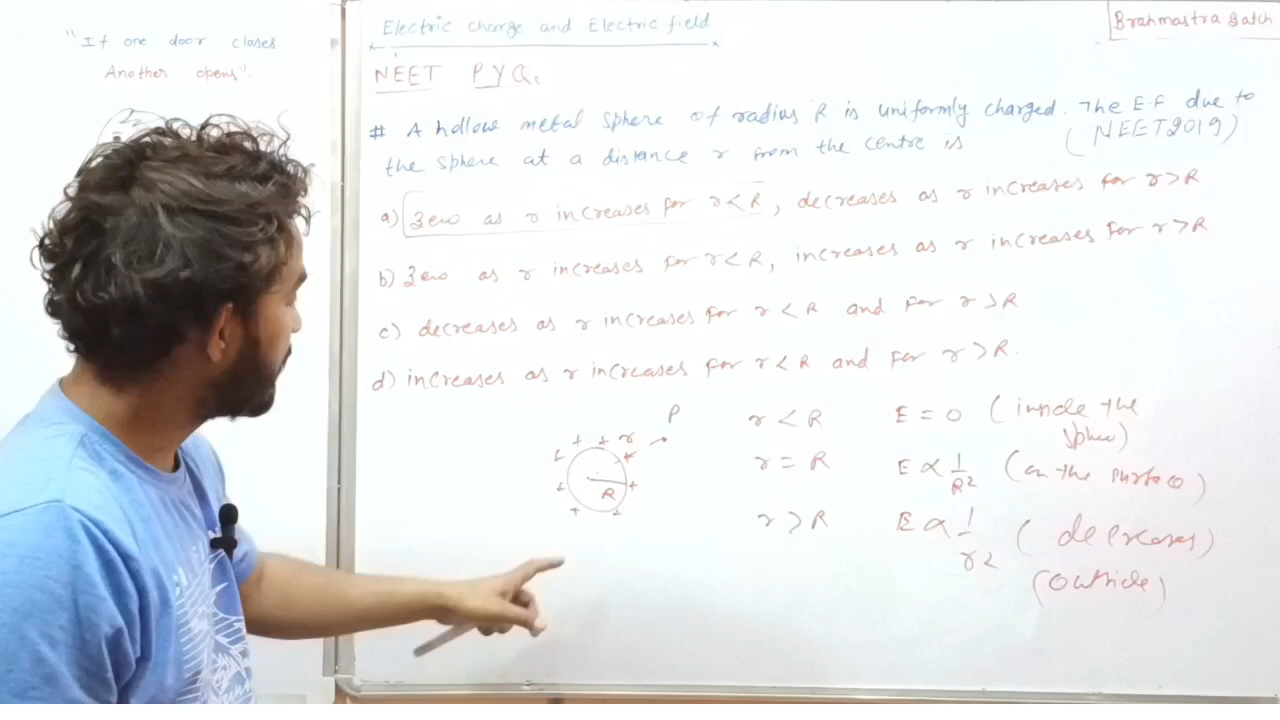 "If one door closes
Another opens".
Electric charge and Electric field
Brahmastra Batch
NEET PYQs
# A hollow metal sphere of radius R is uniformly charged. The E.F due to
the sphere at a distance r from the centre is (NEET2019)
a) Zero as r increases for r<R, decreases as r increases for r>R
b) Zero as r increases for r<R, increases as r increases for r>R
c) decreases as r increases for r<R and for r>R
d) increases as r increases for r<R and for r>R.
P
r
R
r<R E=0 (inside the
sphere)
r=R E∝1/R² (on the surface)
r>R E∝1/r² (decreases)
(outside)